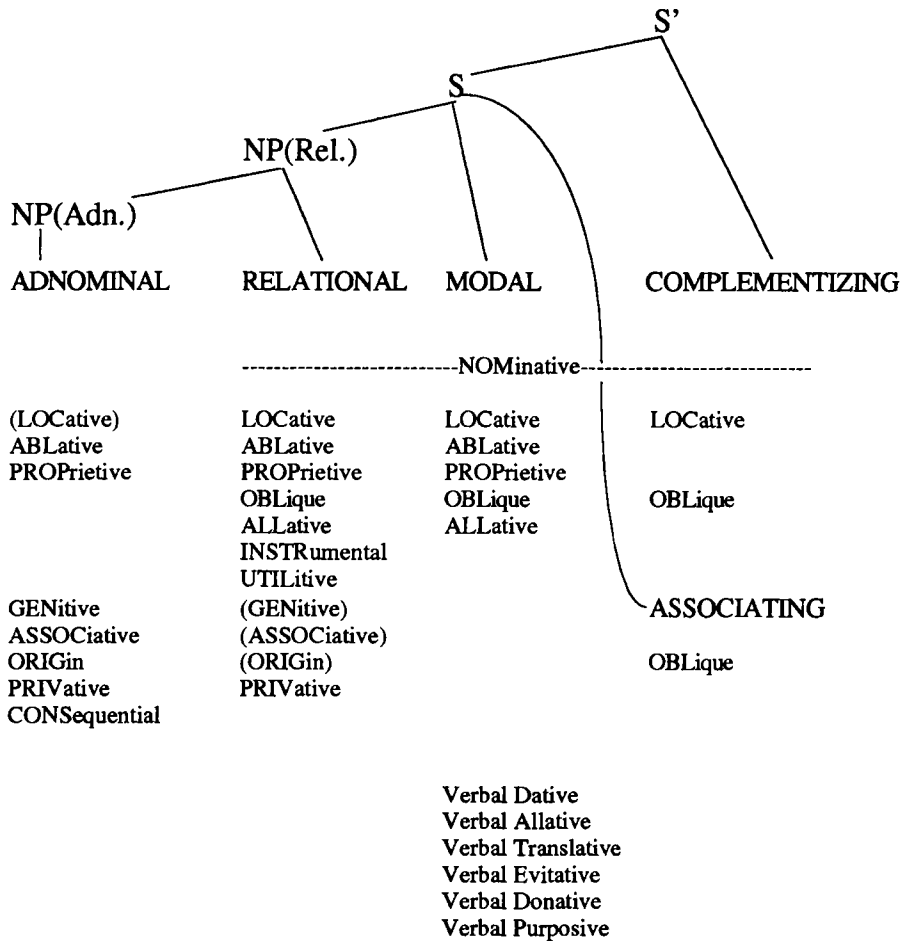 S’
S
NP(Rel.)
NP(Adn.)
ADNOMINAL RELATIONAL MODAL COMPLEMENTIZING
NOMinative
(LOCative) LOCative LOCative LOCative
ABLative ABLative ABLative
PROPrietive PROPrietive PROPrietive
OBLique OBLique OBLique
ALLative ALLative
INSTRumental
UTILitive
GENitive (GENitive) ASSOCIATING
ASSOCiative (ASSOCiative)
ORIGin (ORIGin) OBLique
PRIVative PRIVative
CONSequential
Verbal Dative
Verbal Allative
Verbal Translative
Verbal Evitative
Verbal Donative
Verbal Purposive